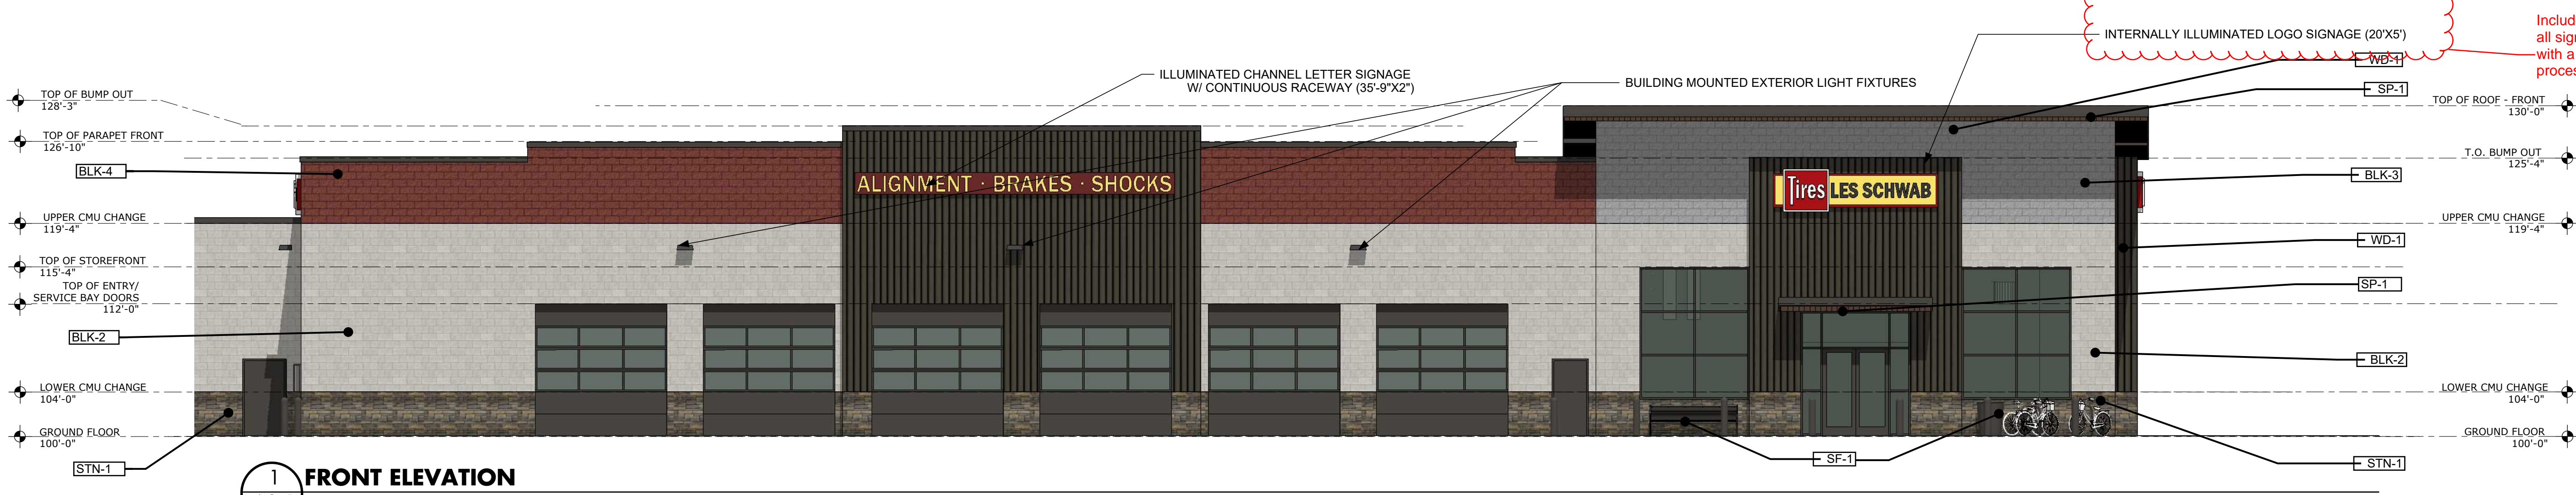 Includ
all sig
with a
proces
INTERNALLY ILLUMINATED LOGO SIGNAGE (20'X5')
WD-1
SP-1
ILLUMINATED CHANNEL LETTER SIGNAGE
W/ CONTINUOUS RACEWAY (35'-9"X2")
BUILDING MOUNTED EXTERIOR LIGHT FIXTURES
TOP OF BUMP OUT
128'-3"
TOP OF ROOF - FRONT
130'-0"
TOP OF PARAPET FRONT
126'-10"
T.O. BUMP OUT
125'-4"
BLK-4
BLK-3
ALIGNMENT · BRAKES · SHOCKS
Tires LES SCHWAB
UPPER CMU CHANGE
119'-4"
UPPER CMU CHANGE
119'-4"
WD-1
TOP OF STOREFRONT
115'-4"
TOP OF ENTRY/
SERVICE BAY DOORS
112'-0"
SP-1
BLK-2
BLK-2
LOWER CMU CHANGE
104'-0"
LOWER CMU CHANGE
104'-0"
GROUND FLOOR
100'-0"
GROUND FLOOR
100'-0"
STN-1
SF-1
STN-1
1
FRONT ELEVATION